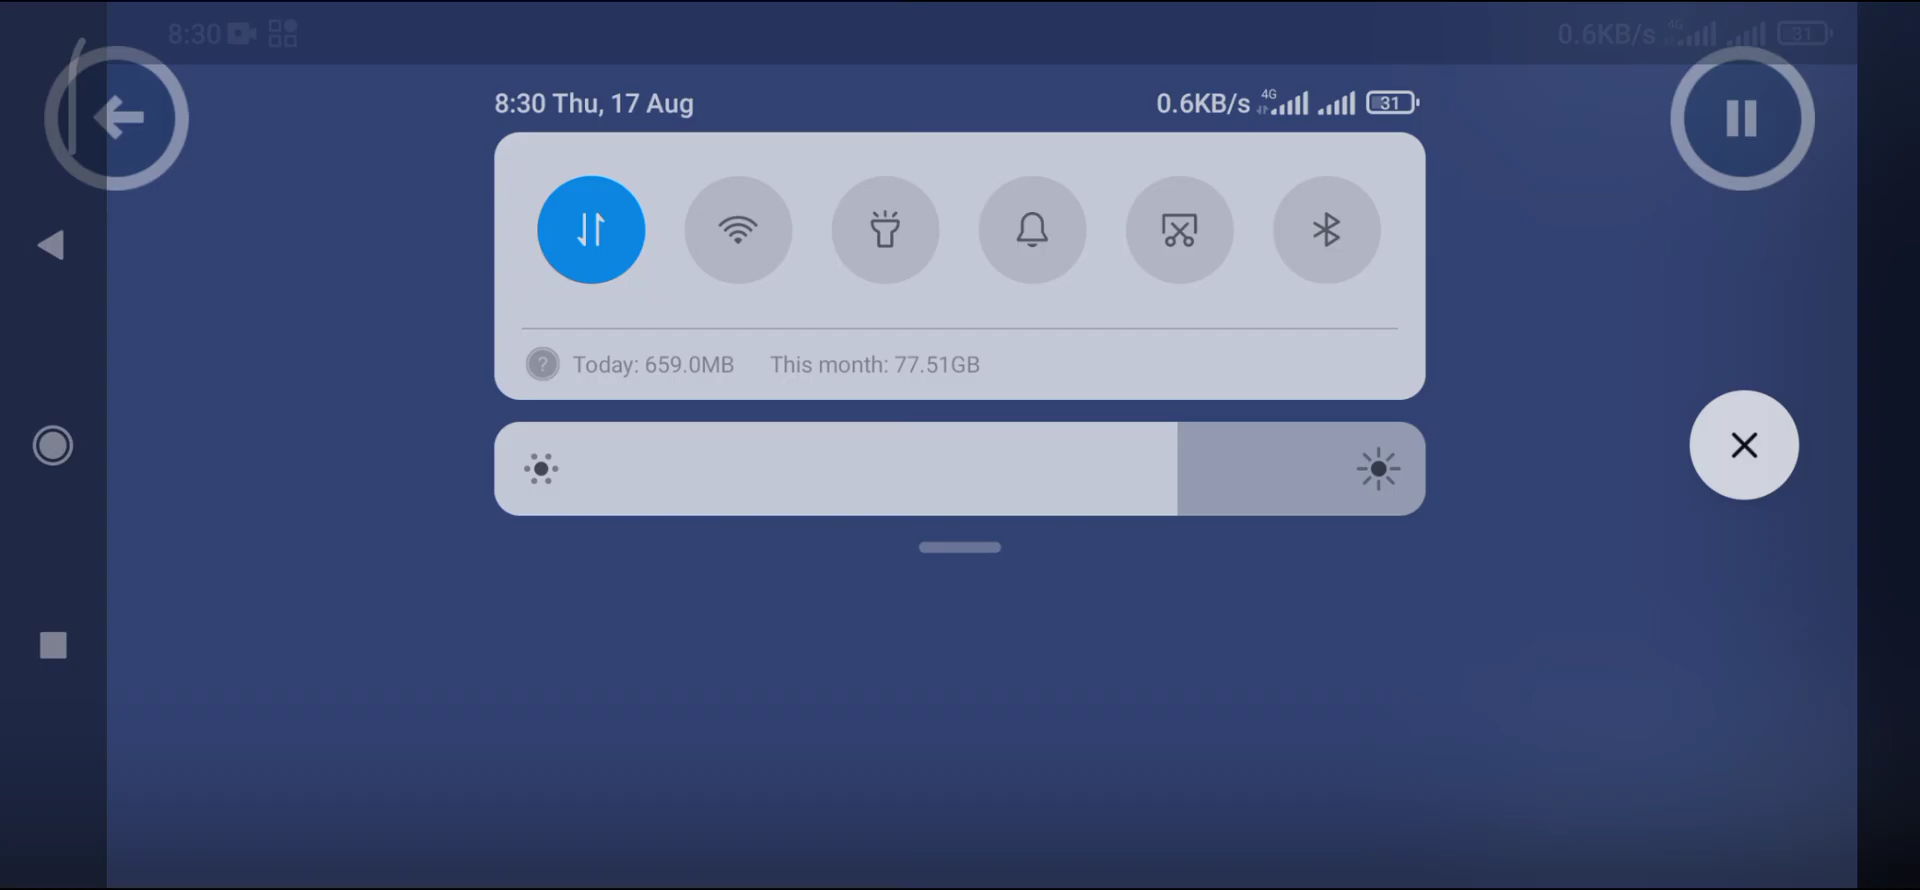 8:30
0.6KB/s 4G 31
8:30 Thu, 17 Aug
0.6KB/s 4G 31
? Today: 659.0MB This month: 77.51GB